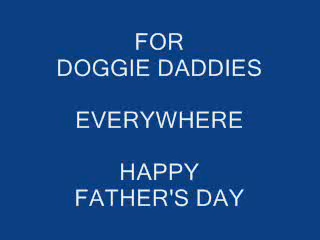 FOR
DOGGIE DADDIES
EVERYWHERE
HAPPY
FATHER'S DAY